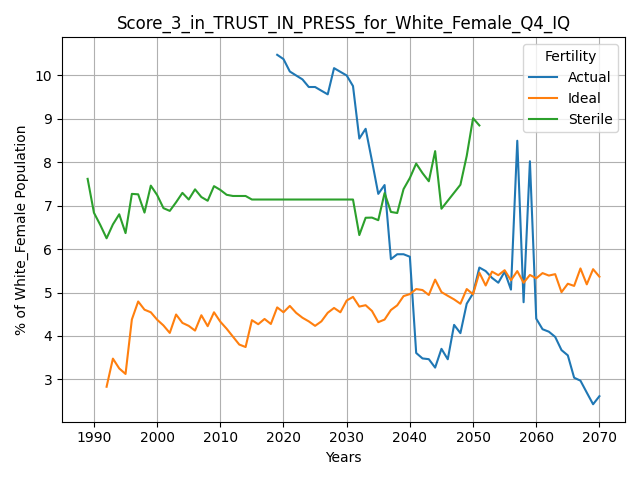 Score_3_in_TRUST_IN_PRESS_for_White_Female_Q4_IQ
Fertility
Actual
Ideal
Sterile
% of White_Female Population
10
9
8
7
6
5
4
3
1990 2000 2010 2020 2030 2040 2050 2060 2070
Years